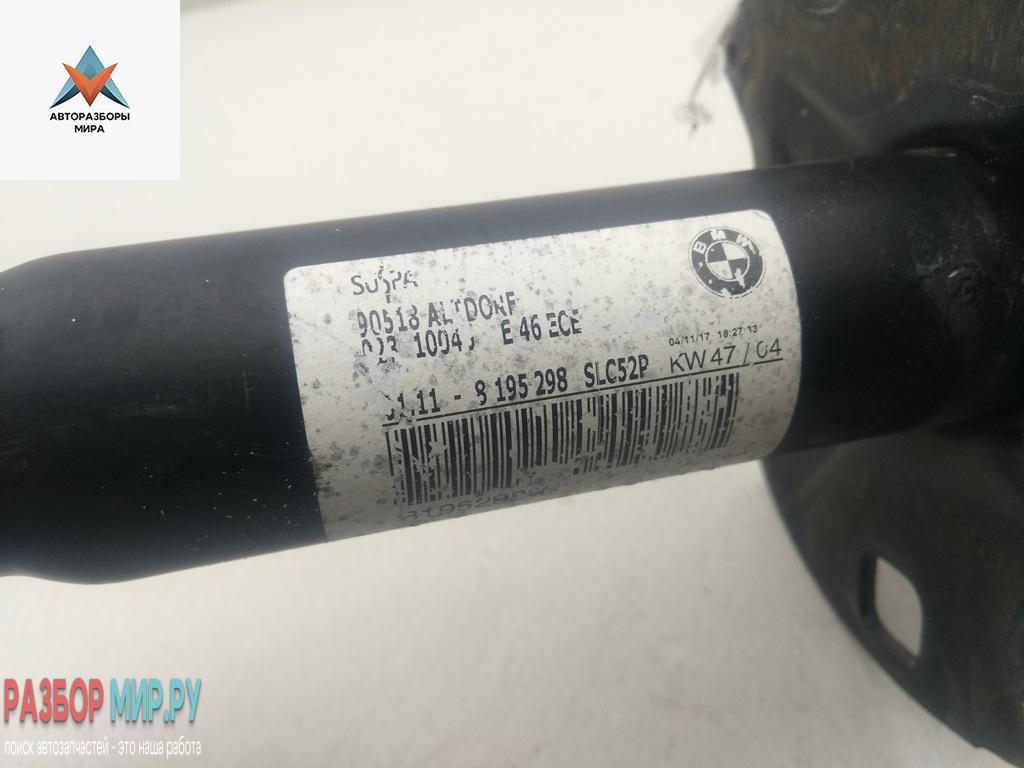 АВТОРАЗБОРЫ
МИРА
SUSPA
90518 ALTDORF
E 46 ECE
04/11/17 18:27:13
8 195 298 SLC52P KW 47 / 04
РАЗБОР МИР.РУ
поиск автозапчастей - это наша работа